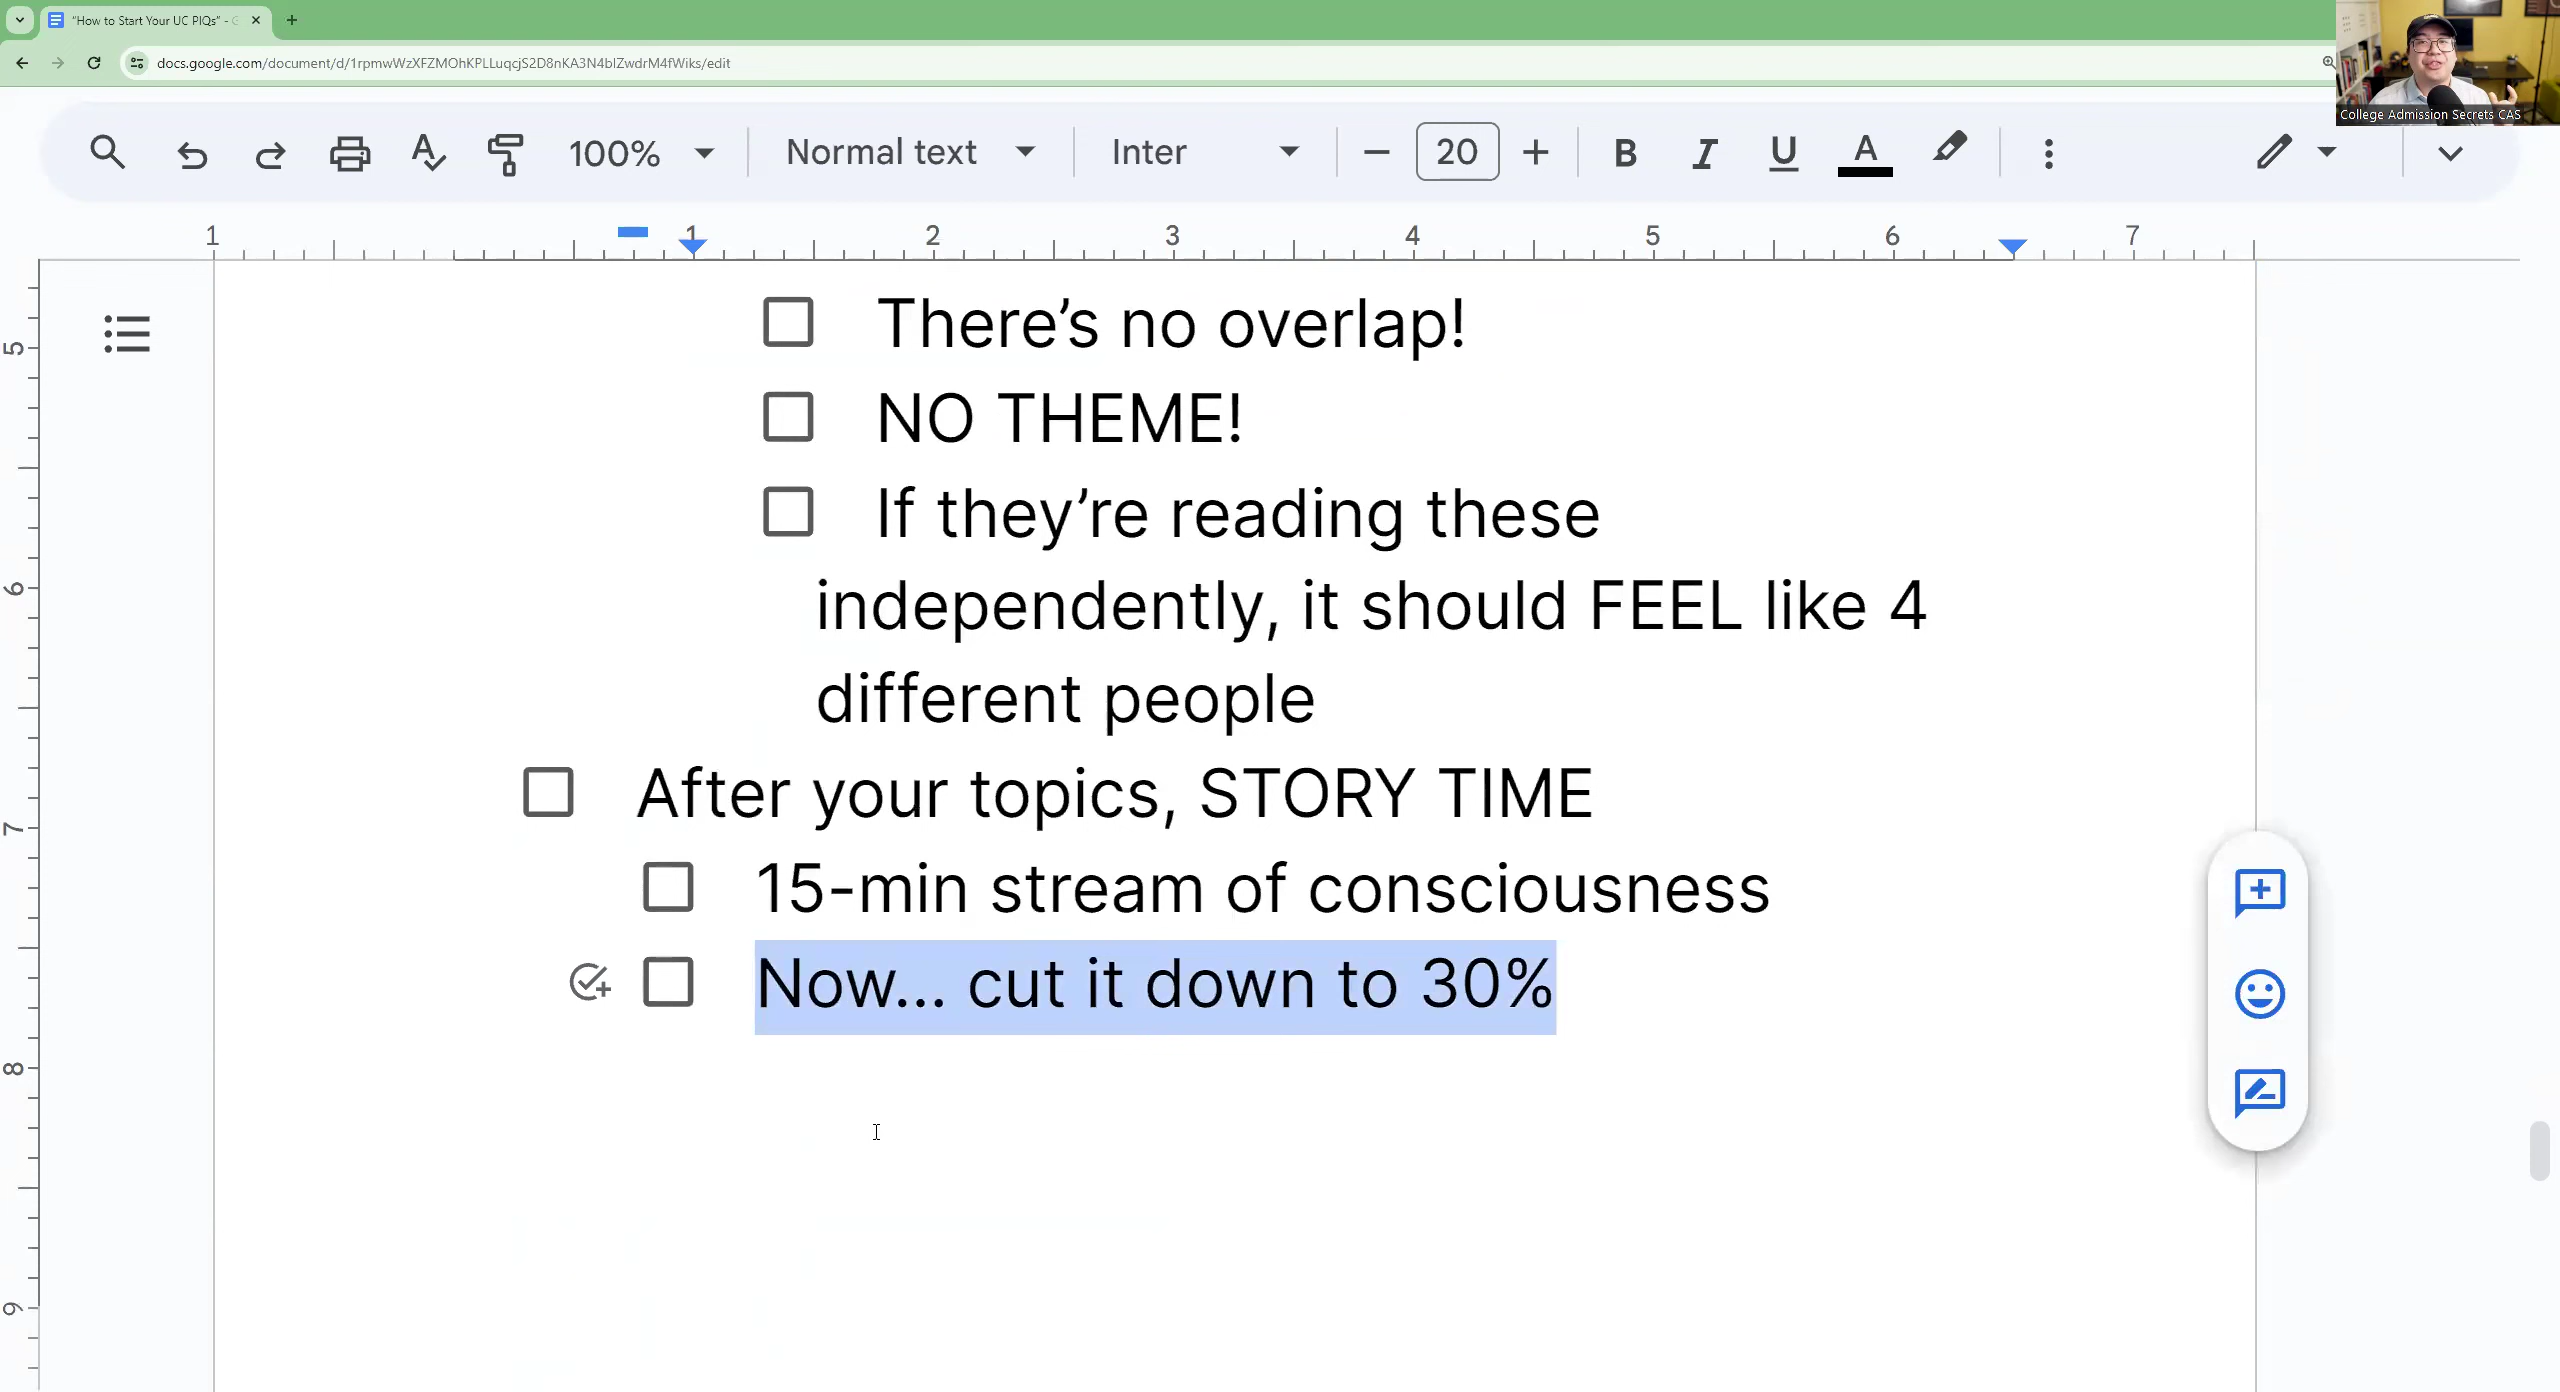 "How to Start Your UC PIQs" - G
docs.google.com/document/d/1rpmwWzXFZMOhKPLLuqcjS2D8nKA3N4blZwdrM4fWiks/edit
College Admission Secrets CAS
100% Normal text Inter 20 B I U A
1 1 2 3 4 5 6 7
5
6
7
8
9
There’s no overlap!
NO THEME!
If they’re reading these
independently, it should FEEL like 4
different people
After your topics, STORY TIME
15-min stream of consciousness
Now... cut it down to 30%